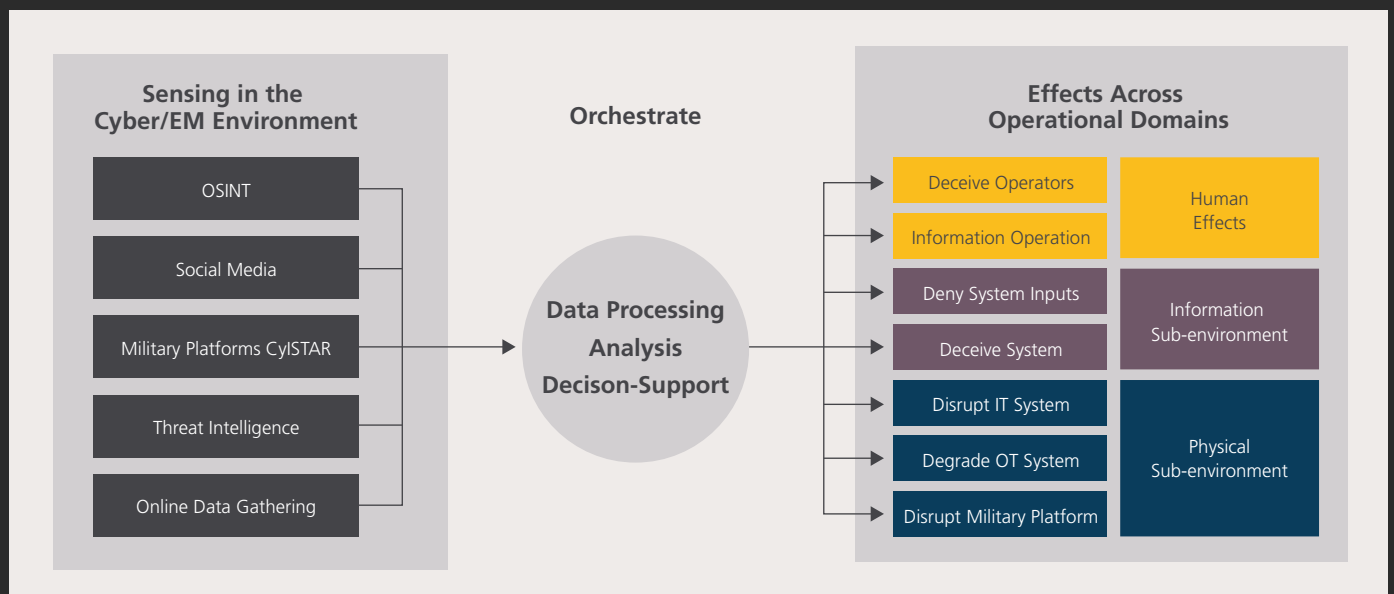 Sensing in the
Cyber/EM Environment
OSINT
Social Media
Military Platforms CyISTAR
Threat Intelligence
Online Data Gathering
Orchestrate
Data Processing
Analysis
Decison-Support
Effects Across
Operational Domains
Deceive Operators
Information Operation
Deny System Inputs
Deceive System
Disrupt IT System
Degrade OT System
Disrupt Military Platform
Human
Effects
Information
Sub-environment
Physical
Sub-environment